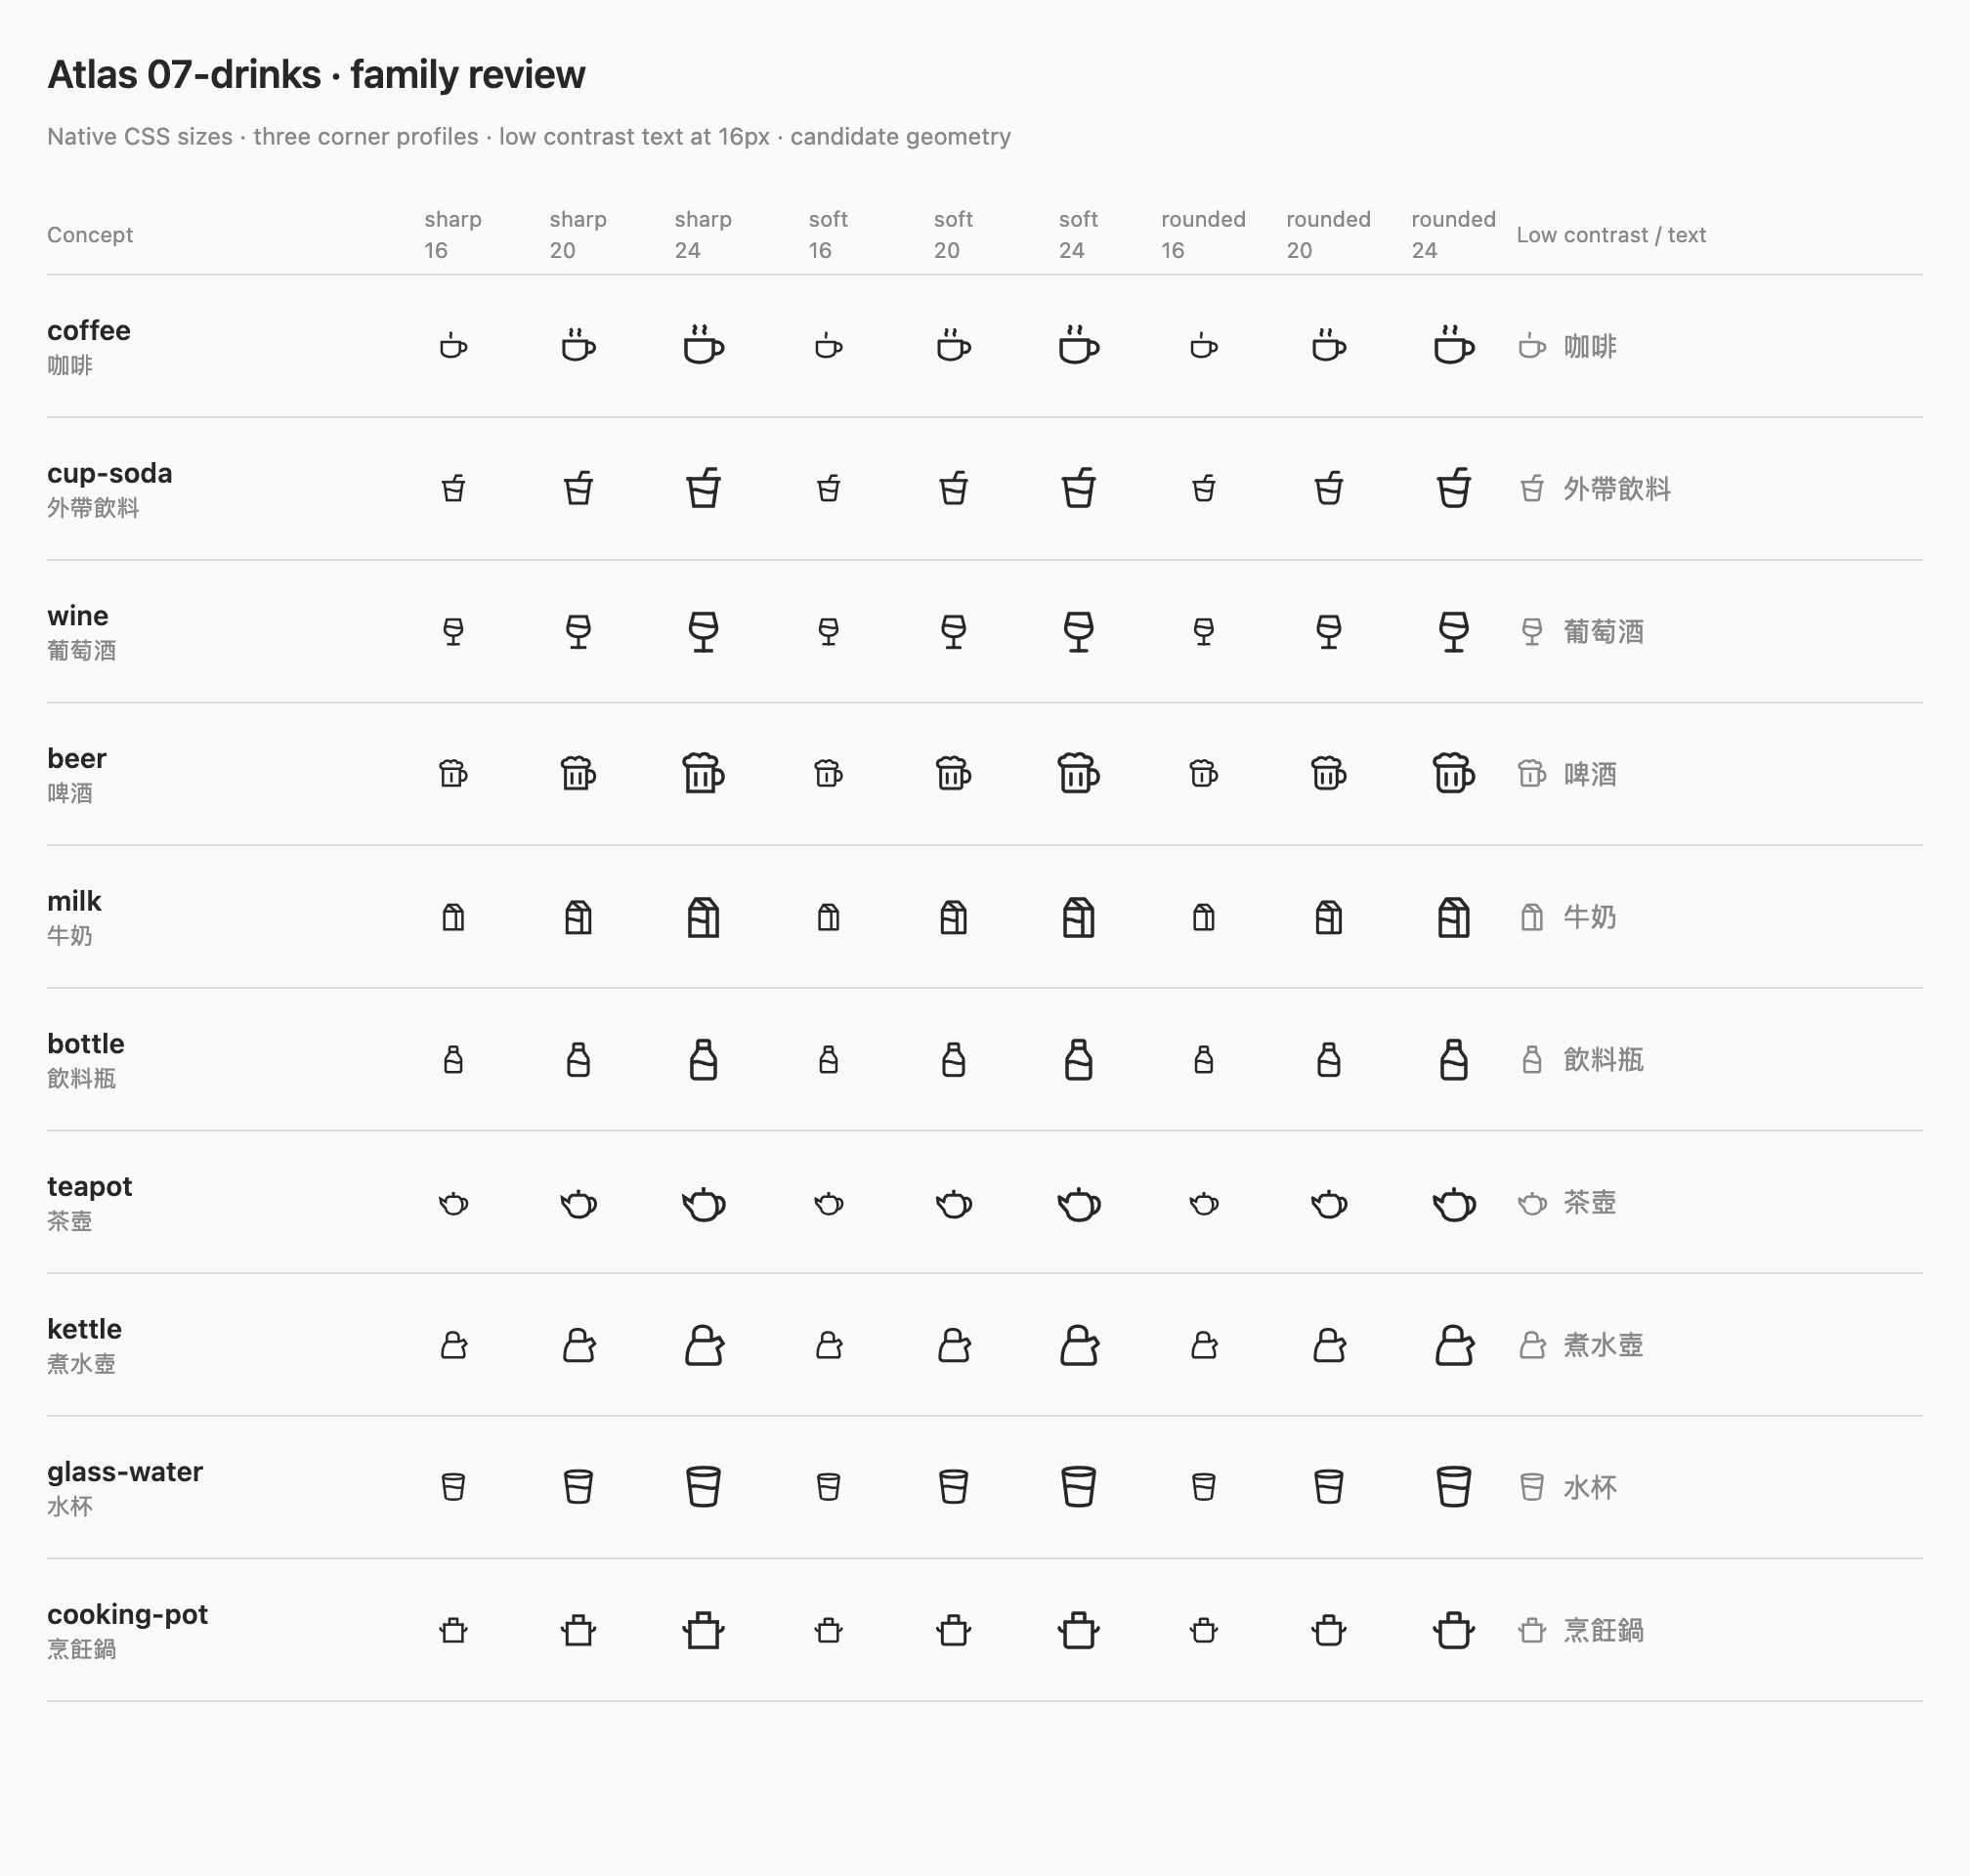 Atlas 07-drinks · family review
Native CSS sizes · three corner profiles · low contrast text at 16px · candidate geometry
Concept
sharp 16
sharp 20
sharp 24
soft 16
soft 20
soft 24
rounded 16
rounded 20
rounded 24
Low contrast / text
coffee
咖啡
咖啡
cup-soda
外帶飲料
外帶飲料
wine
葡萄酒
葡萄酒
beer
啤酒
啤酒
milk
牛奶
牛奶
bottle
飲料瓶
飲料瓶
teapot
茶壺
茶壺
kettle
煮水壺
煮水壺
glass-water
水杯
水杯
cooking-pot
烹飪鍋
烹飪鍋